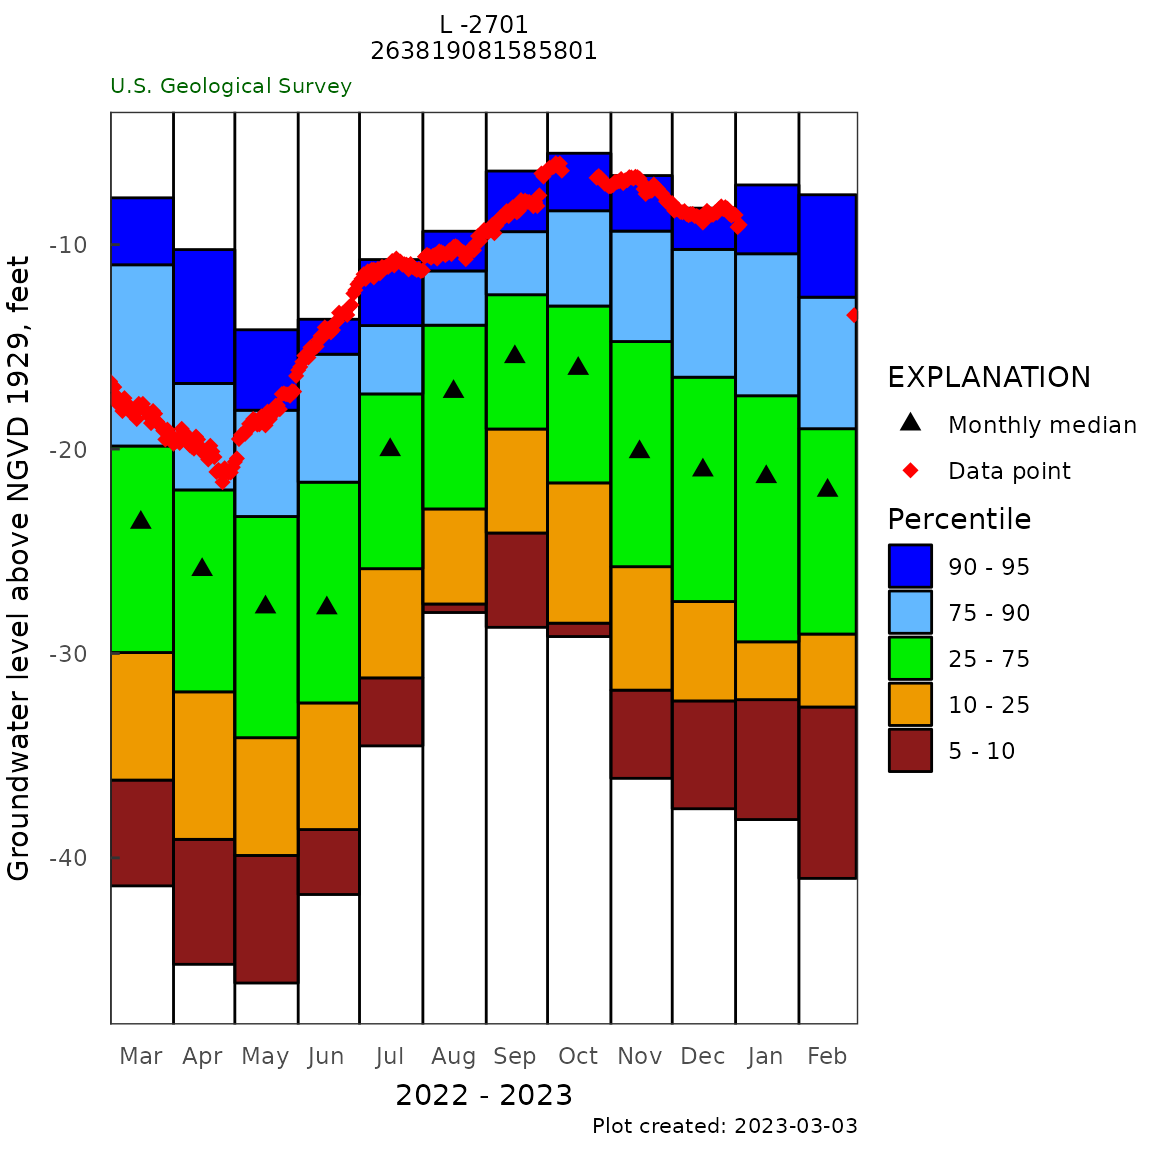 L -2701
263819081585801
U.S. Geological Survey
Groundwater level above NGVD 1929, feet
-10
-20
-30
-40
Mar Apr May Jun Jul Aug Sep Oct Nov Dec Jan Feb
2022 - 2023
EXPLANATION
Monthly median
Data point
Percentile
90 - 95
75 - 90
25 - 75
10 - 25
5 - 10
Plot created: 2023-03-03